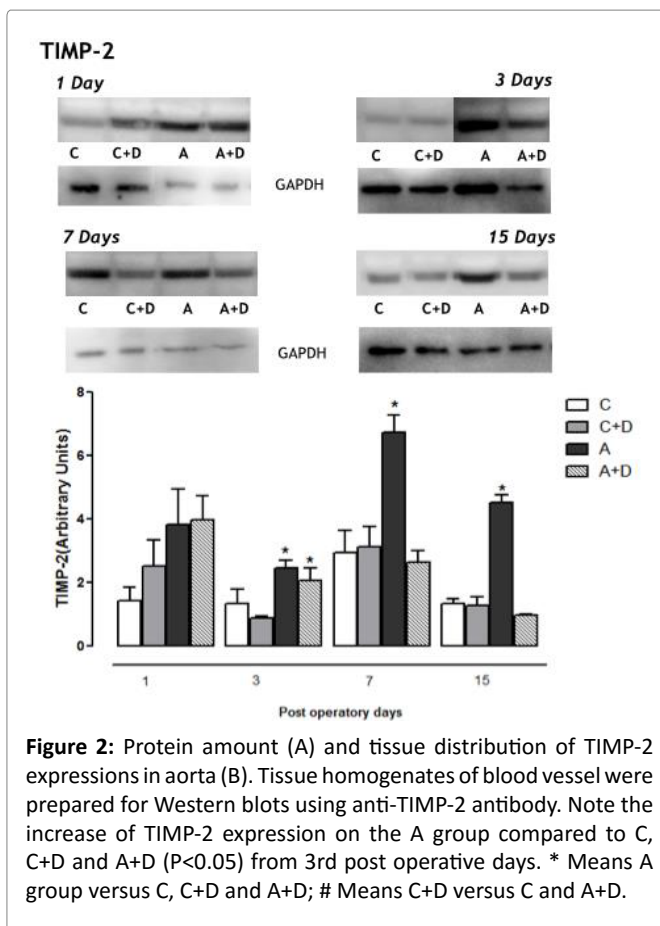 TIMP-2
1 Day
3 Days
C C+D A A+D
C C+D A A+D
GAPDH
7 Days
15 Days
C C+D A A+D
C C+D A A+D
GAPDH
8
6
4
2
0
TIMP-2(Arbitrary Units)
* * * *
C
C+D
A
A+D
1 3 7 15
Post operatory days
Figure 2: Protein amount (A) and tissue distribution of TIMP-2
expressions in aorta (B). Tissue homogenates of blood vessel were
prepared for Western blots using anti-TIMP-2 antibody. Note the
increase of TIMP-2 expression on the A group compared to C,
C+D and A+D (P<0.05) from 3rd post operative days. * Means A
group versus C, C+D and A+D; # Means C+D versus C and A+D.